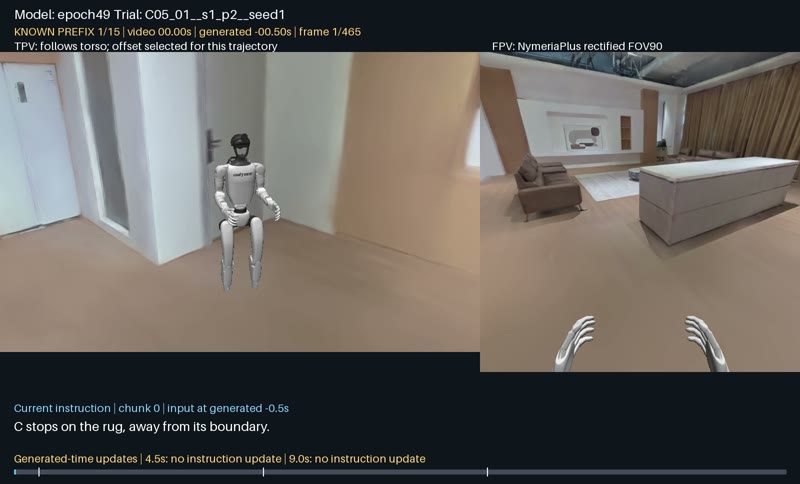 Model: epoch49 Trial: C05_01__s1_p2__seed1
KNOWN PREFIX 1/15 | video 00.00s | generated -00.50s | frame 1/465
TPV: follows torso; offset selected for this trajectory
FPV: NymeriaPlus rectified FOV90
Current instruction | chunk 0 | input at generated -0.5s
C stops on the rug, away from its boundary.
Generated-time updates | 4.5s: no instruction update | 9.0s: no instruction update